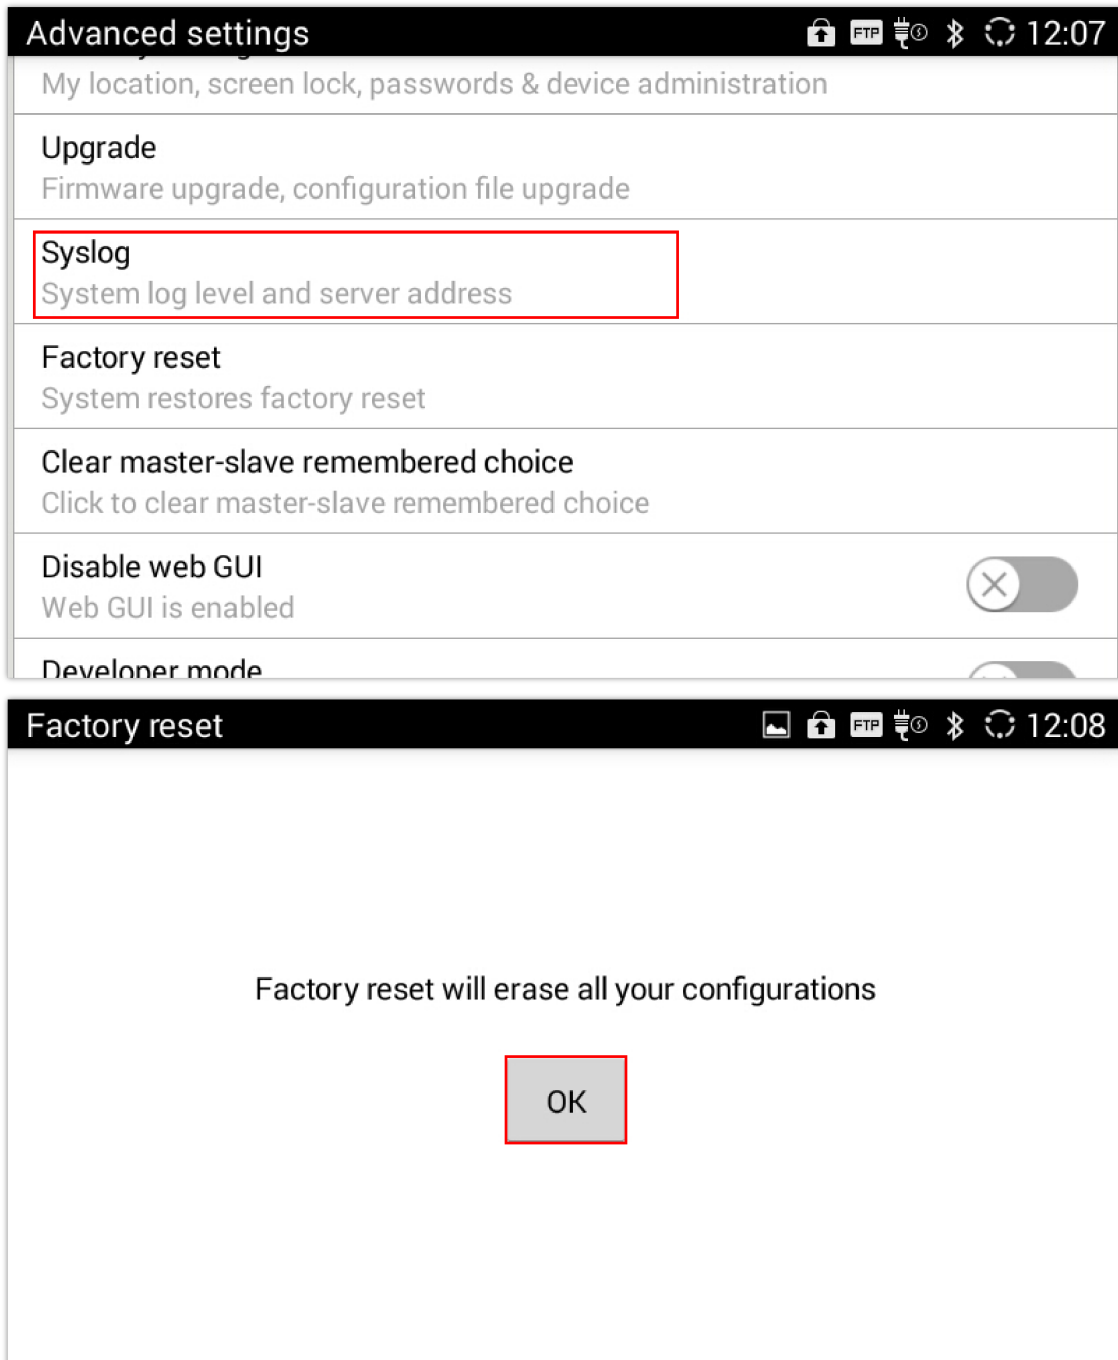 Advanced settings
FTP
12:07
My location, screen lock, passwords & device administration
Upgrade
Firmware upgrade, configuration file upgrade
Syslog
System log level and server address
Factory reset
System restores factory reset
Clear master-slave remembered choice
Click to clear master-slave remembered choice
Disable web GUI
Web GUI is enabled
Developer mode
Factory reset
FTP
12:08
Factory reset will erase all your configurations
OK